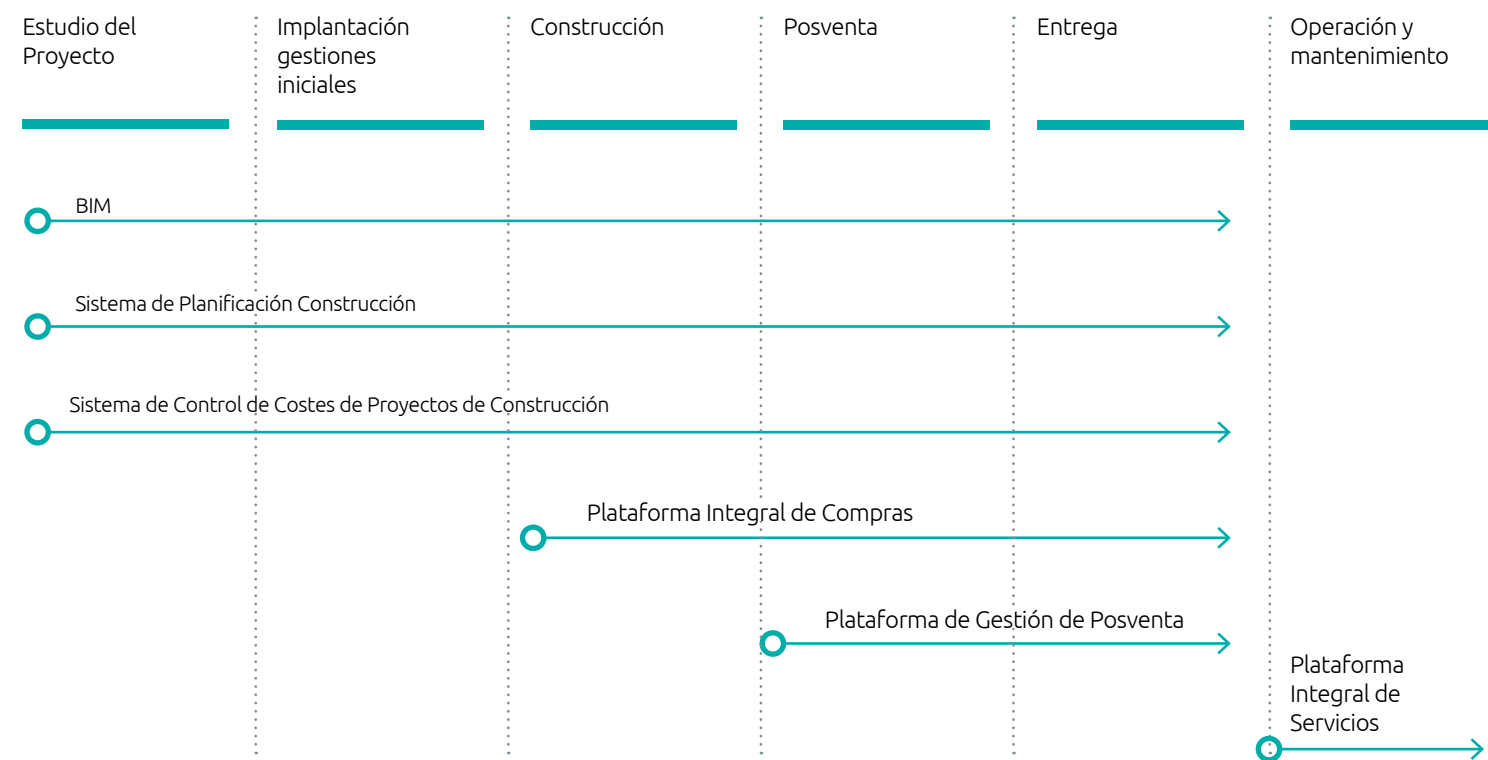 Estudio del
Proyecto
Implantación
gestiones
iniciales
Construcción
Posventa
Entrega
Operación y
mantenimiento
BIM
Sistema de Planificación Construcción
Sistema de Control de Costes de Proyectos de Construcción
Plataforma Integral de Compras
Plataforma de Gestión de Posventa
Plataforma
Integral de
Servicios